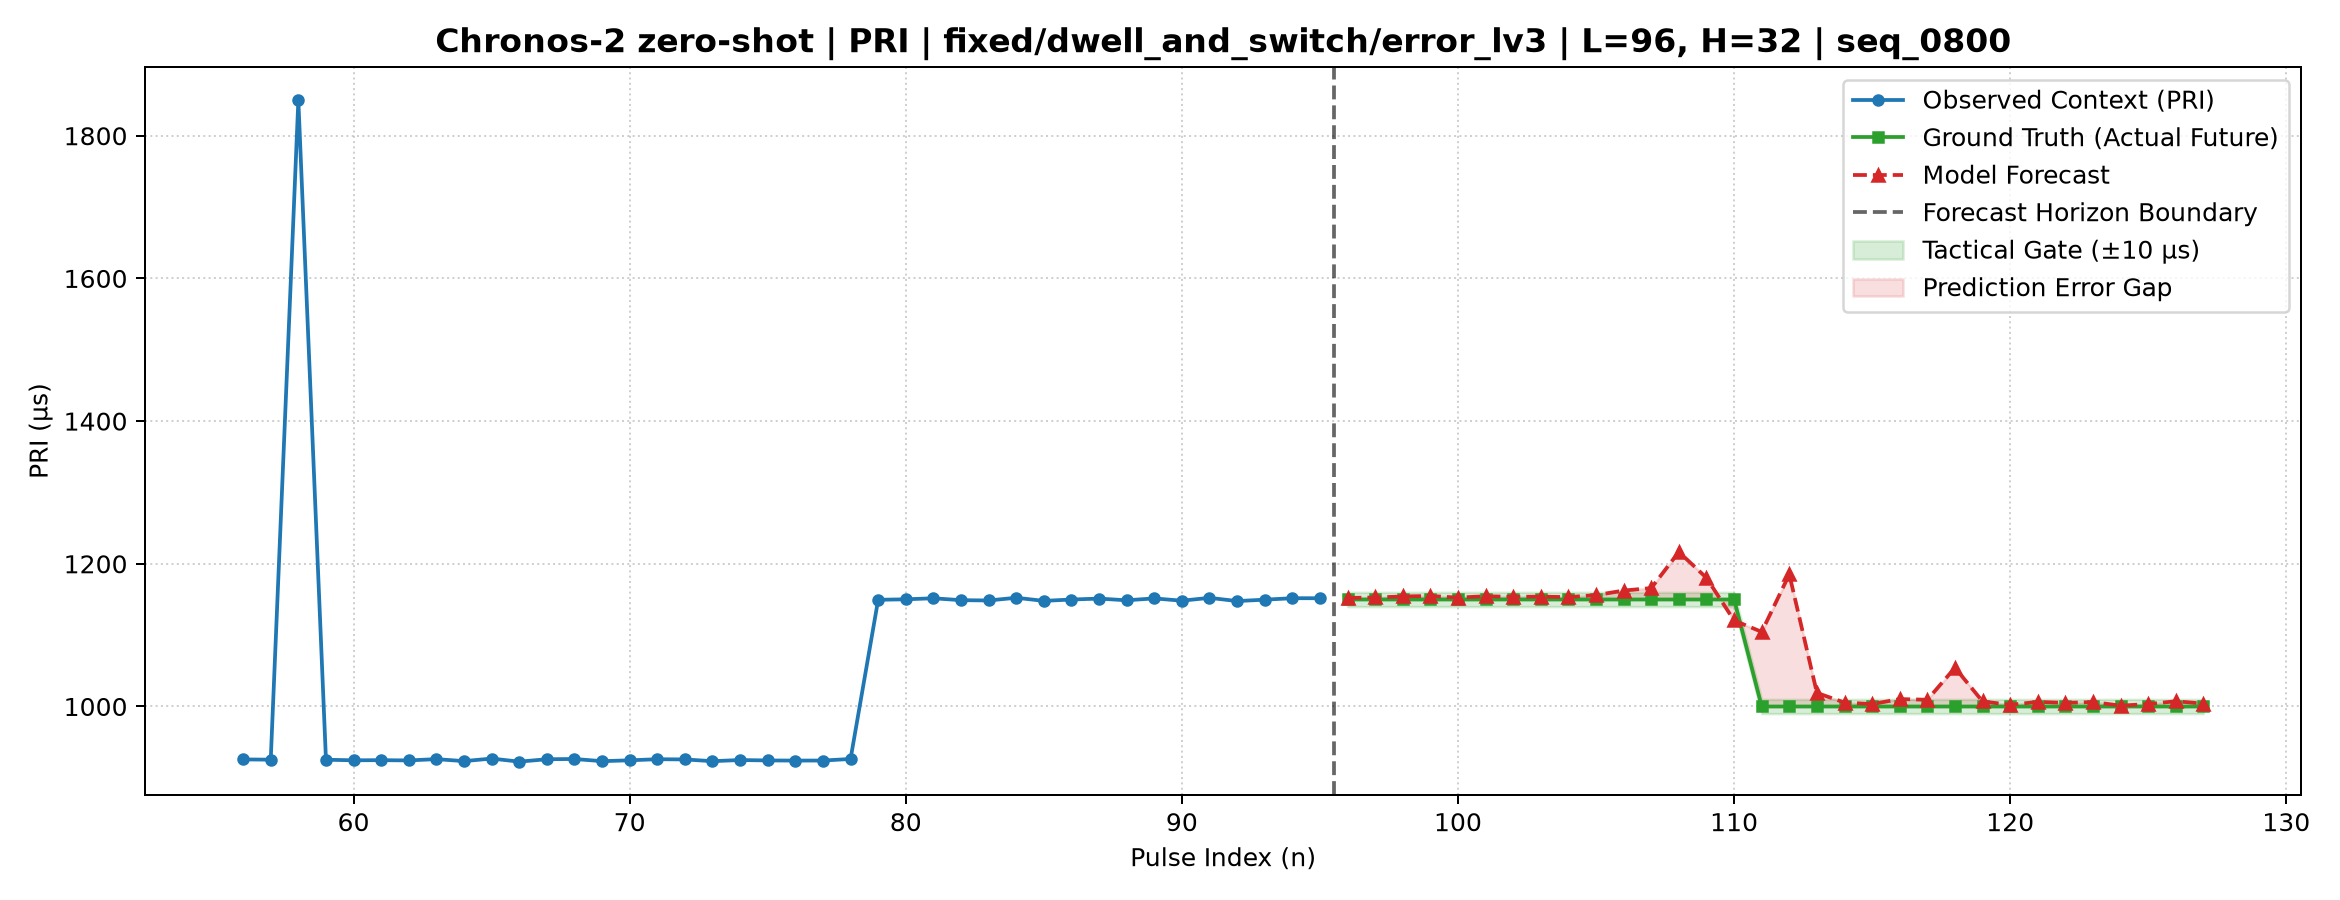 Chronos-2 zero-shot | PRI | fixed/dwell_and_switch/error_lv3 | L=96, H=32 | seq_0800
Observed Context (PRI)
Ground Truth (Actual Future)
Model Forecast
Forecast Horizon Boundary
Tactical Gate (±10 μs)
Prediction Error Gap
PRI (μs)
1800
1600
1400
1200
1000
60 70 80 90 100 110 120 130
Pulse Index (n)